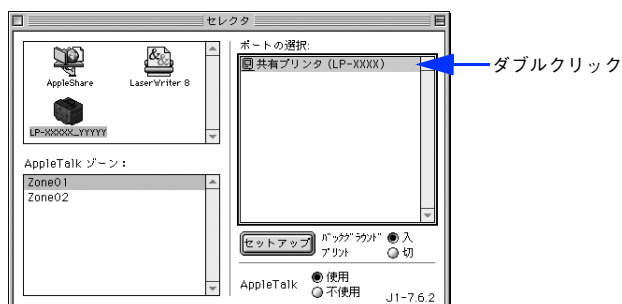 セレクタ
AppleShare
LaserWriter 8
LP-XXXXX_YYYYY
AppleTalk ゾーン：
Zone01
Zone02
ポートの選択:
共有プリンタ (LP-XXXX)
ダブルクリック
セットアップ
バックグラウンド
プリント
入
切
AppleTalk
使用
不使用
J1-7.6.2